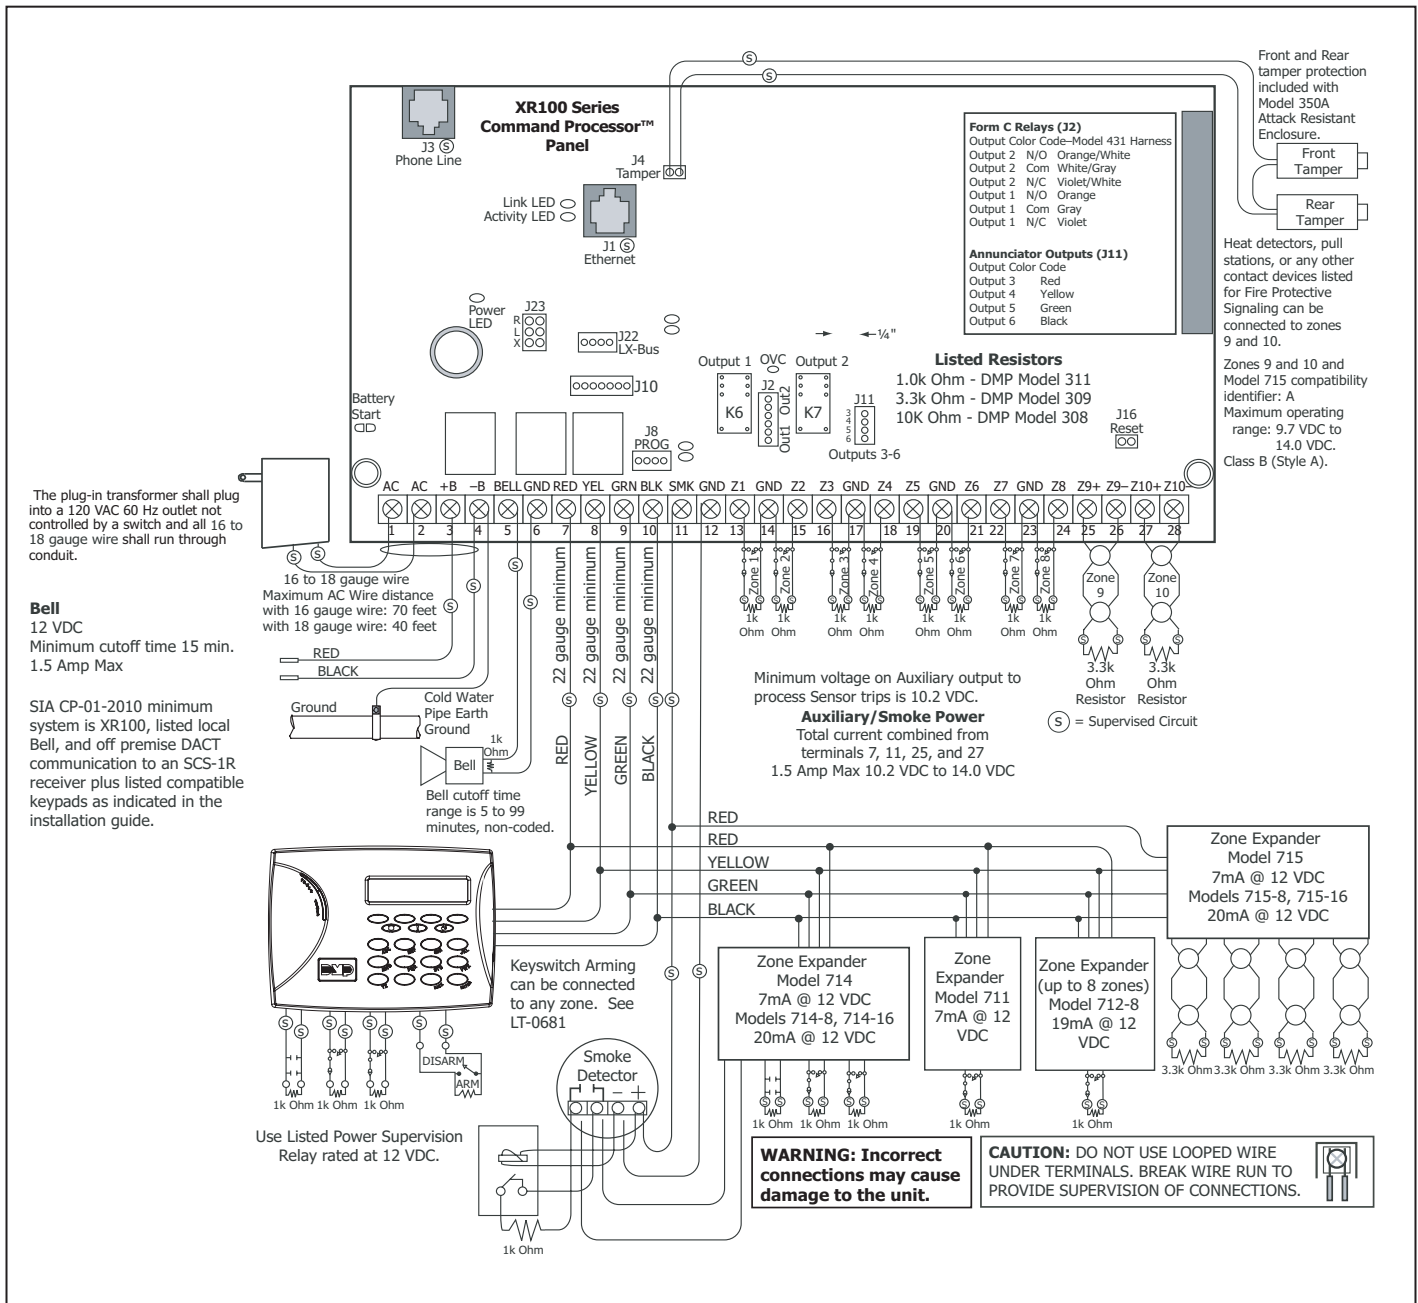 XR100 Series
Command Processor™
Panel
J3
S
Phone Line
J4
Tamper
Link LED
Activity LED
J1
S
Ethernet
S
S
Front and Rear
tamper protection
included with
Model 350A
Attack Resistant
Enclosure.
Front
Tamper
Rear
Tamper
Form C Relays (J2)
Output Color Code–Model 431 Harness
Output 2 N/O Orange/White
Output 2 Com White/Gray
Output 2 N/C Violet/White
Output 1 N/O Orange
Output 1 Com Gray
Output 1 N/C Violet
Annunciator Outputs (J11)
Output Color Code
Output 3 Red
Output 4 Yellow
Output 5 Green
Output 6 Black
Heat detectors, pull
stations, or any other
contact devices listed
for Fire Protective
Signaling can be
connected to zones
9 and 10.
Zones 9 and 10 and
Model 715 compatibility
identifier: A
Maximum operating
range: 9.7 VDC to
14.0 VDC.
Class B (Style A).
Power
LED
J23
R
L
X
J22
LX-Bus
J10
Battery
Start
J8
PROG
¼"
Output 1
OVC
Output 2
J2
K6
K7
Out1 Out2
J11
3
4
5
6
Outputs 3-6
Listed Resistors
1.0k Ohm - DMP Model 311
3.3k Ohm - DMP Model 309
10K Ohm - DMP Model 308
J16
Reset
AC AC +B –B BELL GND RED YEL GRN BLK SMK GND Z1 GND Z2 Z3 GND Z4 Z5 GND Z6 Z7 GND Z8 Z9+ Z9– Z10+ Z10–
1 2 3 4 5 6 7 8 9 10 11 12 13 14 15 16 17 18 19 20 21 22 23 24 25 26 27 28
The plug-in transformer shall plug
into a 120 VAC 60 Hz outlet not
controlled by a switch and all 16 to
18 gauge wire shall run through
conduit.
16 to 18 gauge wire
Maximum AC Wire distance
with 16 gauge wire: 70 feet
with 18 gauge wire: 40 feet
RED
BLACK
Bell
12 VDC
Minimum cutoff time 15 min.
1.5 Amp Max
SIA CP-01-2010 minimum
system is XR100, listed local
Bell, and off premise DACT
communication to an SCS-1R
receiver plus listed compatible
keypads as indicated in the
installation guide.
Ground
Cold Water
Pipe Earth
Ground
1k
Ohm
Bell
Bell cutoff time
range is 5 to 99
minutes, non-coded.
22 gauge minimum
22 gauge minimum
22 gauge minimum
22 gauge minimum
RED
YELLOW
GREEN
BLACK
Zone 1
Zone 2
Zone 3
Zone 4
Zone 5
Zone 6
Zone 7
Zone 8
1k 1k 1k 1k 1k 1k 1k 1k
Ohm Ohm Ohm Ohm Ohm Ohm Ohm Ohm
Zone
9
Zone
10
3.3k
Ohm
Resistor
3.3k
Ohm
Resistor
Minimum voltage on Auxiliary output to
process Sensor trips is 10.2 VDC.
Auxiliary/Smoke Power
Total current combined from
terminals 7, 11, 25, and 27
1.5 Amp Max 10.2 VDC to 14.0 VDC
S = Supervised Circuit
RED
RED
YELLOW
GREEN
BLACK
Zone Expander
Model 715
7mA @ 12 VDC
Models 715-8, 715-16
20mA @ 12 VDC
3.3k Ohm 3.3k Ohm 3.3k Ohm 3.3k Ohm
Zone Expander
Model 714
7mA @ 12 VDC
Models 714-8, 714-16
20mA @ 12 VDC
1k Ohm 1k Ohm 1k Ohm
Zone
Expander
Model 711
7mA @ 12
VDC
1k Ohm
Zone Expander
(up to 8 zones)
Model 712-8
19mA @ 12
VDC
1k Ohm
DMP
Keyswitch Arming
can be connected
to any zone. See
LT-0681
DISARM
ARM
1k Ohm 1k Ohm 1k Ohm
Use Listed Power Supervision
Relay rated at 12 VDC.
Smoke
Detector
– +
1k Ohm
WARNING: Incorrect
connections may cause
damage to the unit.
CAUTION: DO NOT USE LOOPED WIRE
UNDER TERMINALS. BREAK WIRE RUN TO
PROVIDE SUPERVISION OF CONNECTIONS.